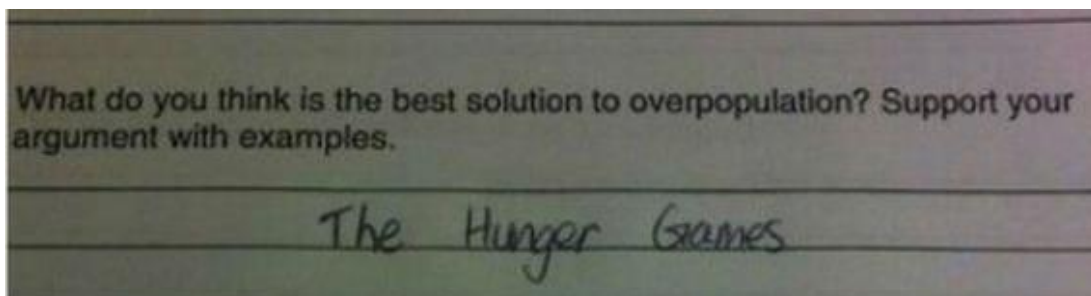 What do you think is the best solution to overpopulation? Support your
argument with examples.
The Hunger Games